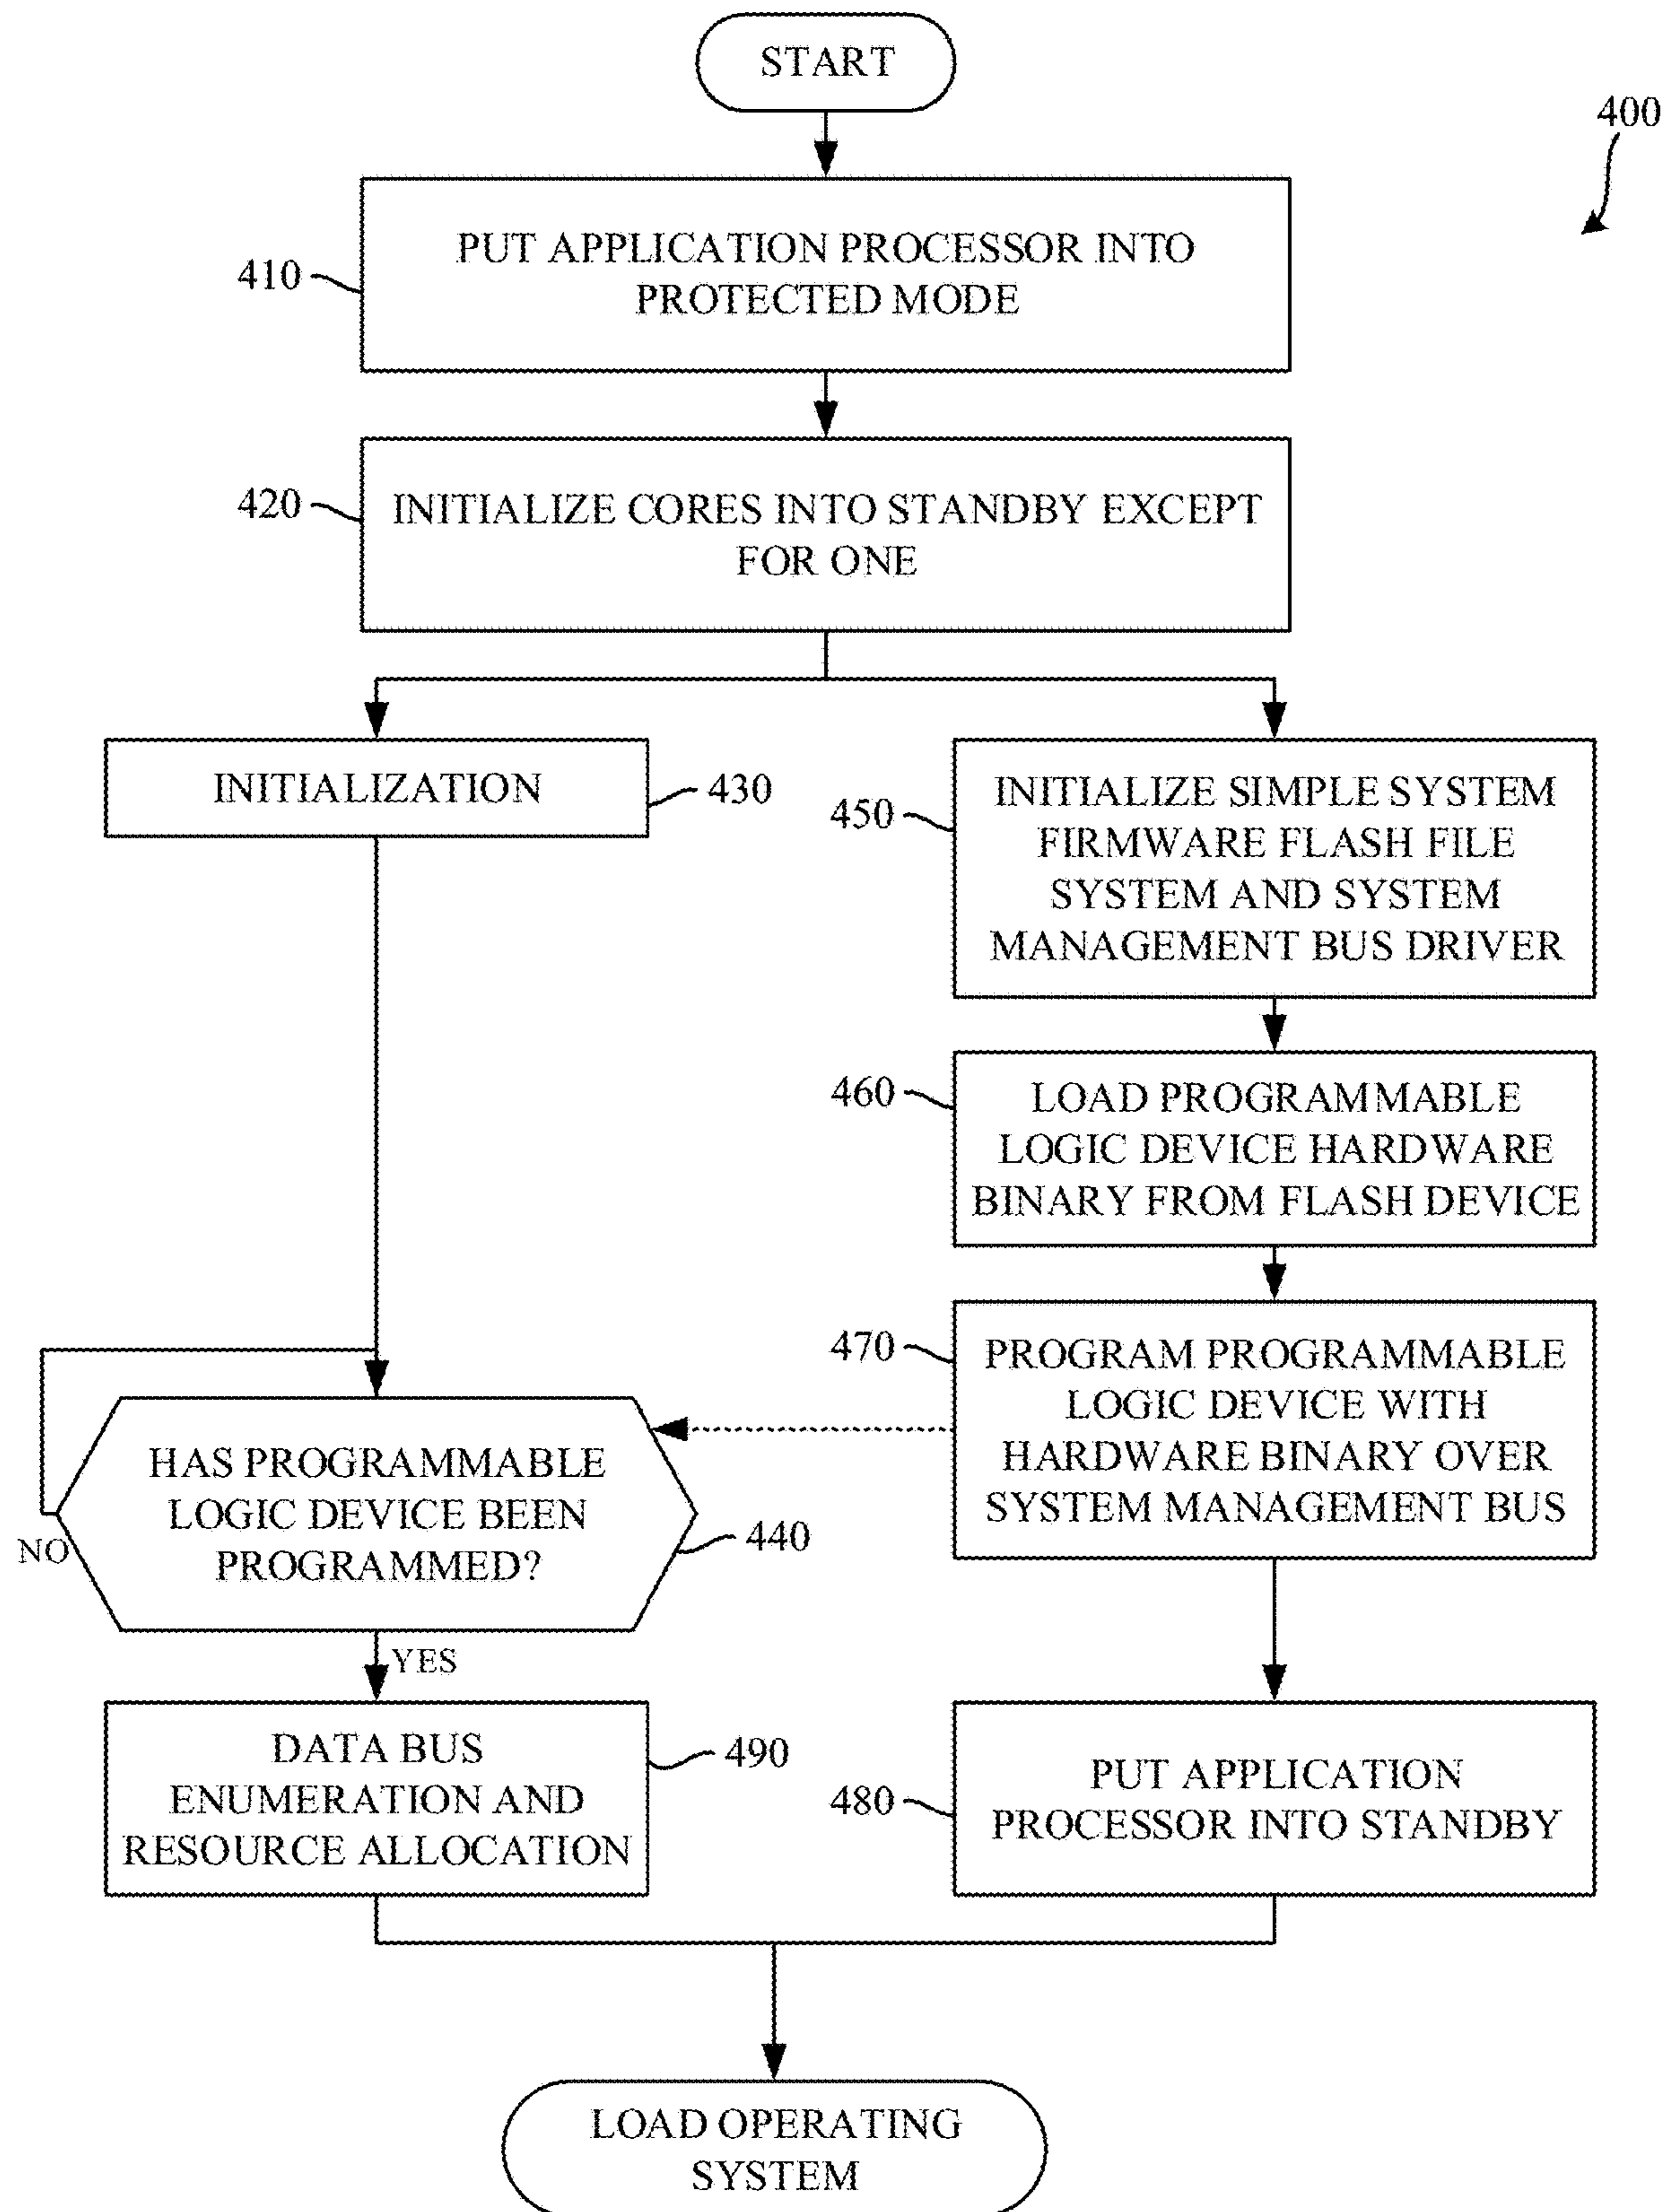 START
400
410
PUT APPLICATION PROCESSOR INTO
PROTECTED MODE
420
INITIALIZE CORES INTO STANDBY EXCEPT
FOR ONE
INITIALIZATION
430
450
INITIALIZE SIMPLE SYSTEM
FIRMWARE FLASH FILE
SYSTEM AND SYSTEM
MANAGEMENT BUS DRIVER
460
LOAD PROGRAMMABLE
LOGIC DEVICE HARDWARE
BINARY FROM FLASH DEVICE
470
PROGRAM PROGRAMMABLE
LOGIC DEVICE WITH
HARDWARE BINARY OVER
SYSTEM MANAGEMENT BUS
HAS PROGRAMMABLE
LOGIC DEVICE BEEN
PROGRAMMED?
440
NO
YES
DATA BUS
ENUMERATION AND
RESOURCE ALLOCATION
490
480
PUT APPLICATION
PROCESSOR INTO STANDBY
LOAD OPERATING
SYSTEM